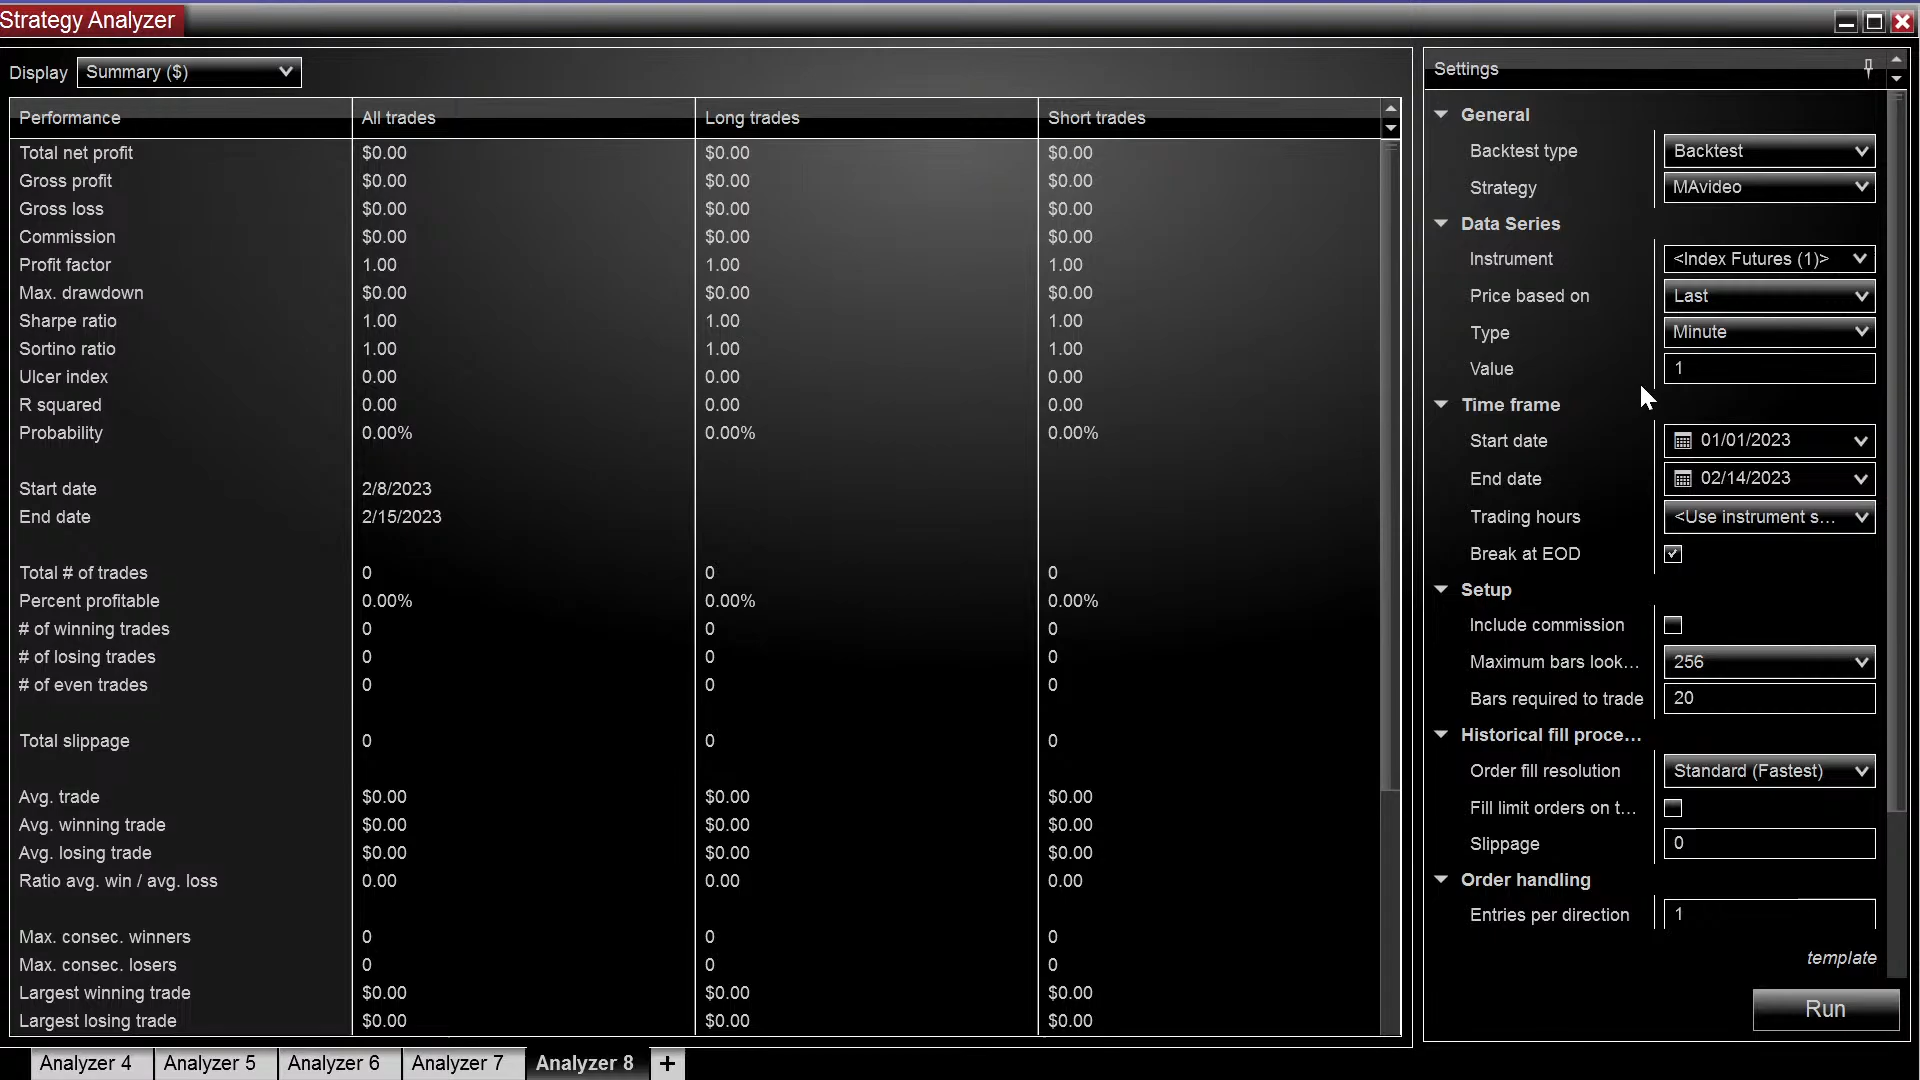 Strategy Analyzer
Display Summary ($)
Performance All trades Long trades Short trades
Total net profit $0.00 $0.00 $0.00
Gross profit $0.00 $0.00 $0.00
Gross loss $0.00 $0.00 $0.00
Commission $0.00 $0.00 $0.00
Profit factor 1.00 1.00 1.00
Max. drawdown $0.00 $0.00 $0.00
Sharpe ratio 1.00 1.00 1.00
Sortino ratio 1.00 1.00 1.00
Ulcer index 0.00 0.00 0.00
R squared 0.00 0.00 0.00
Probability 0.00% 0.00% 0.00%
Start date 2/8/2023
End date 2/15/2023
Total # of trades 0 0 0
Percent profitable 0.00% 0.00% 0.00%
# of winning trades 0 0 0
# of losing trades 0 0 0
# of even trades 0 0 0
Total slippage 0 0 0
Avg. trade $0.00 $0.00 $0.00
Avg. winning trade $0.00 $0.00 $0.00
Avg. losing trade $0.00 $0.00 $0.00
Ratio avg. win / avg. loss 0.00 0.00 0.00
Max. consec. winners 0 0 0
Max. consec. losers 0 0 0
Largest winning trade $0.00 $0.00 $0.00
Largest losing trade $0.00 $0.00 $0.00
Settings
General
Backtest type Backtest
Strategy MAvideo
Data Series
Instrument <Index Futures (1)>
Price based on Last
Type Minute
Value 1
Time frame
Start date 01/01/2023
End date 02/14/2023
Trading hours <Use instrument s...
Break at EOD
Setup
Include commission
Maximum bars look... 256
Bars required to trade 20
Historical fill proce...
Order fill resolution Standard (Fastest)
Fill limit orders on t...
Slippage 0
Order handling
Entries per direction 1
template
Run
Analyzer 4 Analyzer 5 Analyzer 6 Analyzer 7 Analyzer 8 +